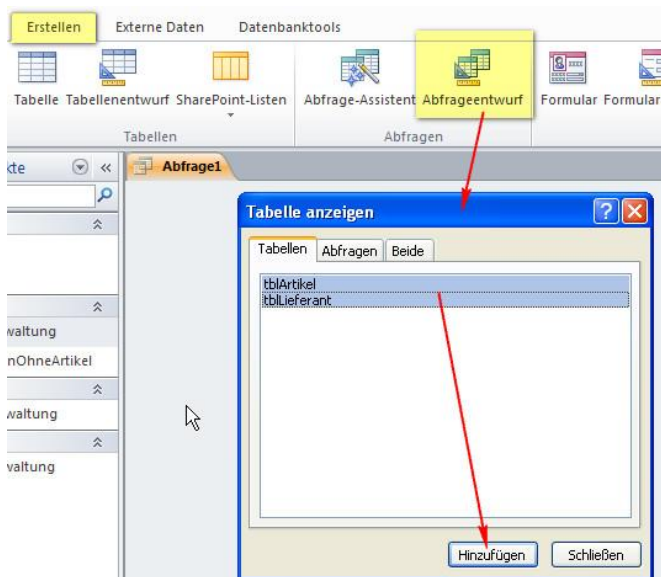 Erstellen Externe Daten Datenbanktools
Tabelle Tabellenentwurf SharePoint-Listen Abfrage-Assistent Abfrageentwurf Formular Formular
Tabellen Abfragen
kte Abfrage1
Tabelle anzeigen
Tabellen Abfragen Beide
tblArtikel
tblLieferant
waltung
nOhneArtikel
waltung
waltung
Hinzufügen Schließen